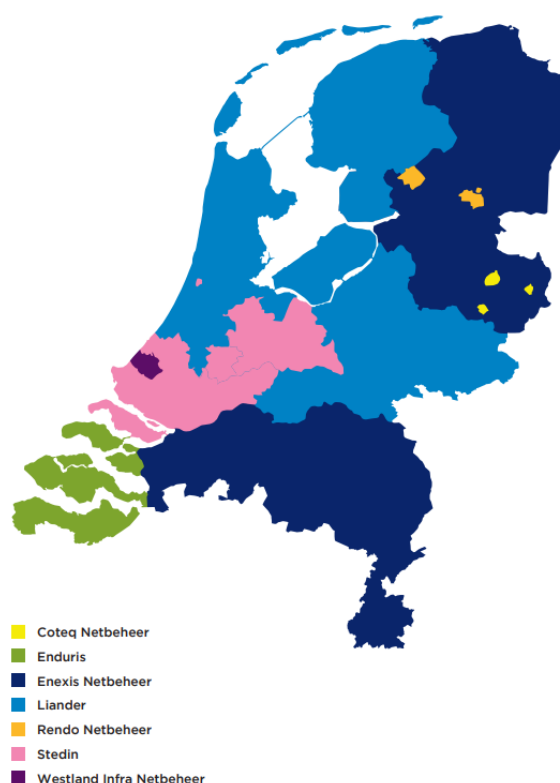 Coteq Netbeheer
Enduris
Enexis Netbeheer
Liander
Rendo Netbeheer
Stedin
Westland Infra Netbeheer